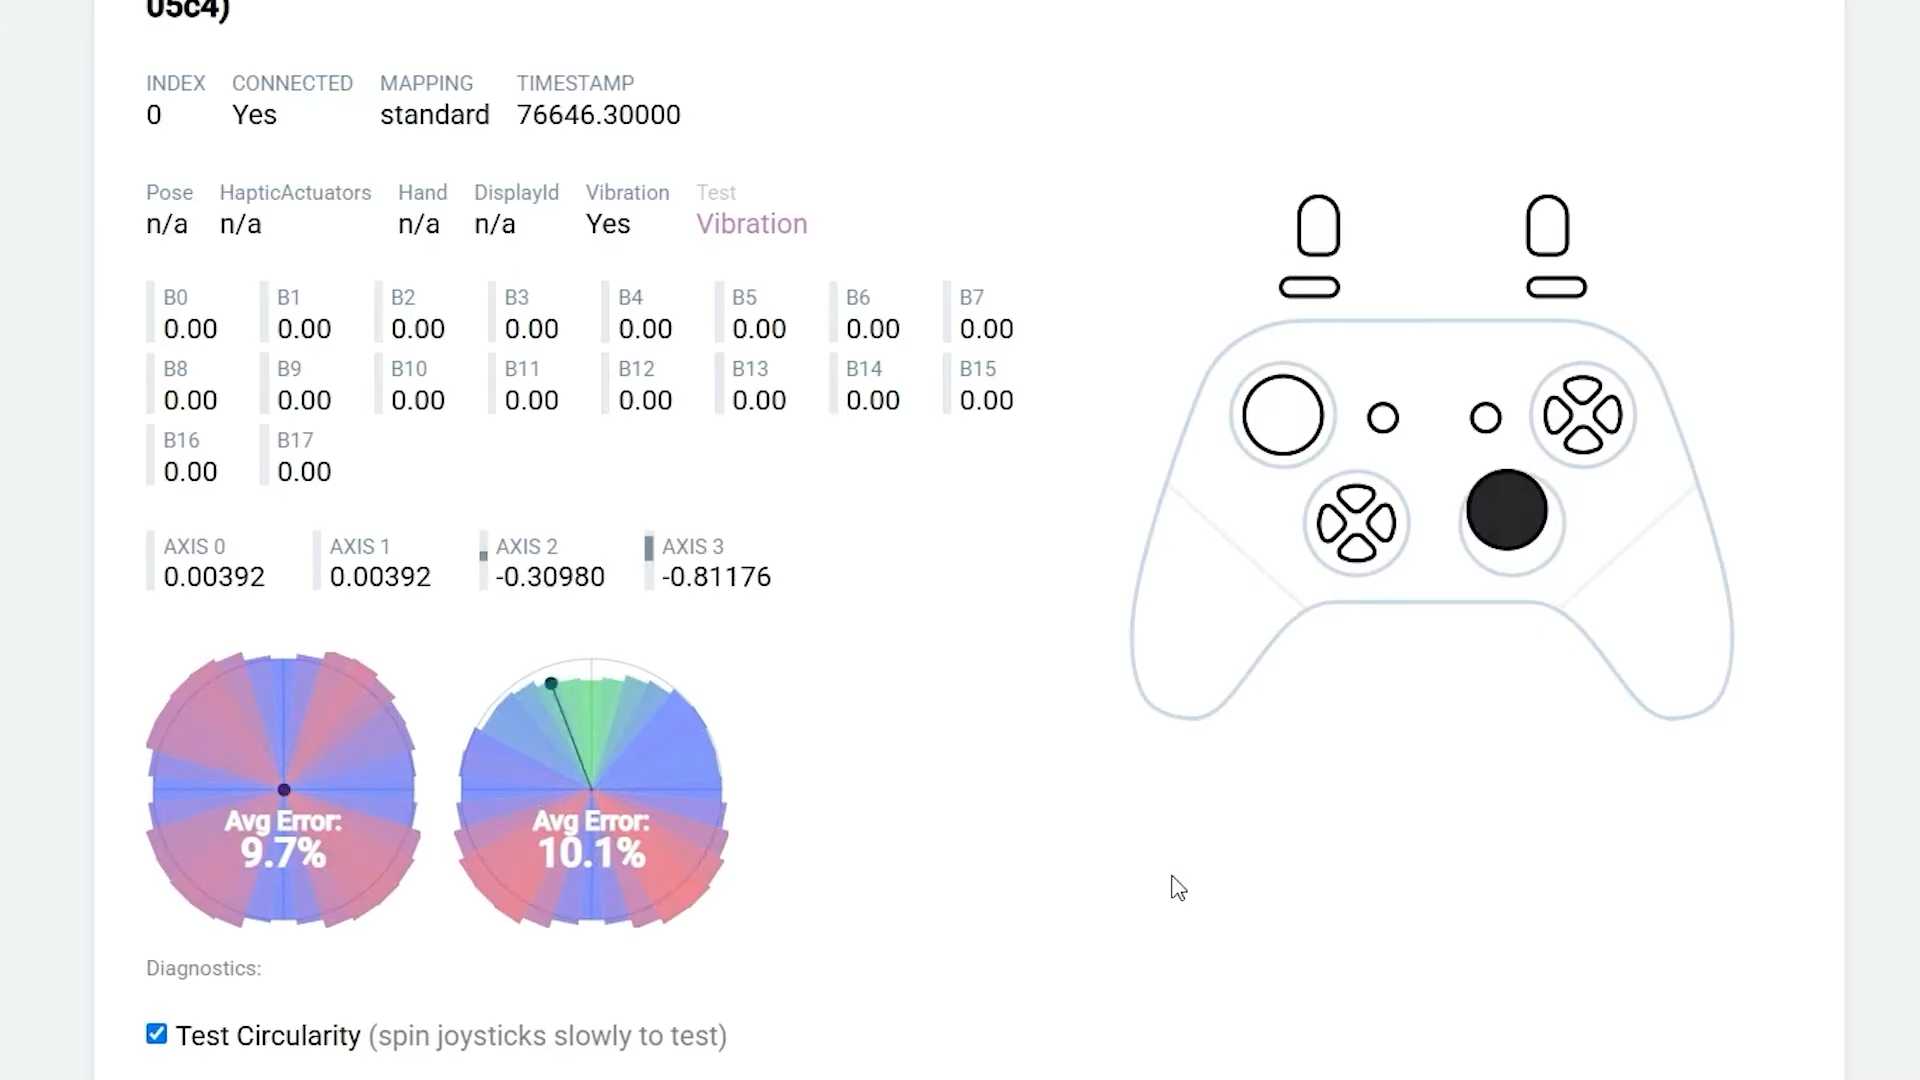 05c4)
INDEX CONNECTED MAPPING TIMESTAMP
0 Yes standard 76646.30000
Pose HapticActuators Hand DisplayId Vibration Test
n/a n/a n/a n/a Yes Vibration
B0 B1 B2 B3 B4 B5 B6 B7
0.00 0.00 0.00 0.00 0.00 0.00 0.00 0.00
B8 B9 B10 B11 B12 B13 B14 B15
0.00 0.00 0.00 0.00 0.00 0.00 0.00 0.00
B16 B17
0.00 0.00
AXIS 0 AXIS 1 AXIS 2 AXIS 3
0.00392 0.00392 -0.30980 -0.81176
Avg Error: Avg Error:
9.7% 10.1%
Diagnostics:
Test Circularity (spin joysticks slowly to test)